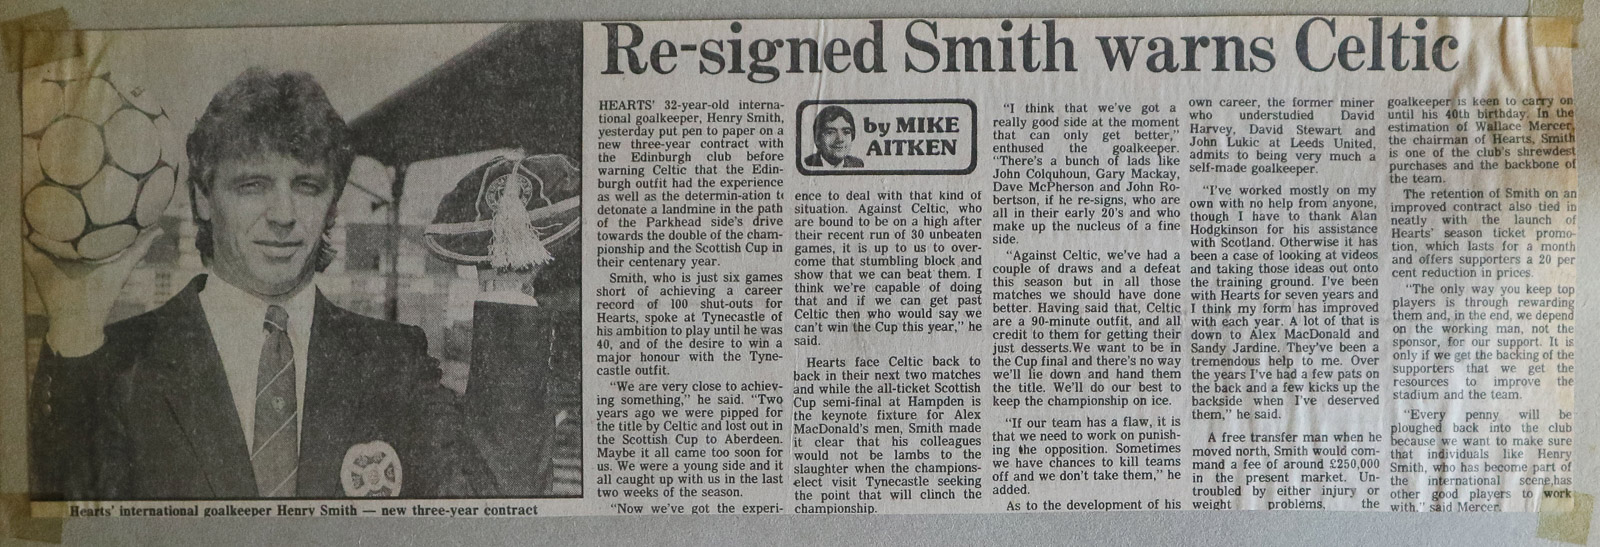 Re-signed Smith warns Celtic
HEARTS' 32-year-old interna-
tional goalkeeper, Henry Smith,
yesterday put pen to paper on a
new three-year contract with
the Edinburgh club before
warning Celtic that the Edin-
burgh outfit had the experience
as well as the determin-ation to
detonate a landmine in the path
of the Parkhead side's drive
towards the double of the cham-
pionship and the Scottish Cup in
their centenary year.
Smith, who is just six games
short of achieving a career
record of 100 shut-outs for
Hearts, spoke at Tynecastle of
his ambition to play until he was
40, and of the desire to win a
major honour with the Tyne-
castle outfit.
"We are very close to achiev-
ing something," he said. "Two
years ago we were pipped for
the title by Celtic and lost out in
the Scottish Cup to Aberdeen.
Maybe it all came too soon for
us. We were a young side and it
all caught up with us in the last
two weeks of the season.
"Now we've got the experi-
by MIKE
AITKEN
ence to deal with that kind of
situation. Against Celtic, who
are bound to be on a high after
their recent run of 30 unbeaten
games, it is up to us to over-
come that stumbling block and
show that we can beat them. I
think we're capable of doing
that and if we can get past
Celtic then who would say we
can't win the Cup this year," he
said.
Hearts face Celtic back to
back in their next two matches
and while the all-ticket Scottish
Cup semi-final at Hampden is
the keynote fixture for Alex
MacDonald's men, Smith made
it clear that his colleagues
would not be lambs to the
slaughter when the champions-
elect visit Tynecastle seeking
the point that will clinch the
championship.
"I think that we've got a
really good side at the moment
that can only get better,"
enthused the goalkeeper.
"There's a bunch of lads like
John Colquhoun, Gary Mackay,
Dave McPherson and John Ro-
bertson, if he re-signs, who are
all in their early 20's and who
make up the nucleus of a fine
side.
"Against Celtic, we've had a
couple of draws and a defeat
this season but in all those
matches we should have done
better. Having said that, Celtic
are a 90-minute outfit, and all
credit to them for getting their
just desserts.We want to be in
the Cup final and there's no way
we'll lie down and hand them
the title. We'll do our best to
keep the championship on ice.
"If our team has a flaw, it is
that we need to work on punish-
ing the opposition. Sometimes
we have chances to kill teams
off and we don't take them," he
added.
As to the development of his
own career, the former miner
who understudied David
Harvey, David Stewart and
John Lukic at Leeds United,
admits to being very much a
self-made goalkeeper.
"I've worked mostly on my
own with no help from anyone,
though I have to thank Alan
Hodgkinson for his assistance
with Scotland. Otherwise it has
been a case of looking at videos
and taking those ideas out onto
the training ground. I've been
with Hearts for seven years and
I think my form has improved
with each year. A lot of that is
down to Alex MacDonald and
Sandy Jardine. They've been a
tremendous help to me. Over
the years I've had a few pats on
the back and a few kicks up the
backside when I've deserved
them," he said.
A free transfer man when he
moved north, Smith would com-
mand a fee of around £250,000
in the present market. Un-
troubled by either injury or
weight problems, the
goalkeeper is keen to carry on
until his 40th birthday. In the
estimation of Wallace Mercer,
the chairman of Hearts, Smith
is one of the club's shrewdest
purchases and the backbone of
the team.
The retention of Smith on an
improved contract also tied in
neatly with the launch of
Hearts' season ticket promo-
tion, which lasts for a month
and offers supporters a 20 per
cent reduction in prices.
"The only way you keep top
players is through rewarding
them and, in the end, we depend
on the working man, not the
sponsor, for our support. It is
only if we get the backing of the
supporters that we get the
resources to improve the
stadium and the team.
"Every penny will be
ploughed back into the club
because we want to make sure
that individuals like Henry
Smith, who has become part of
the international scene,has
other good players to work
with," said Mercer.
Hearts' international goalkeeper Henry Smith — new three-year contract